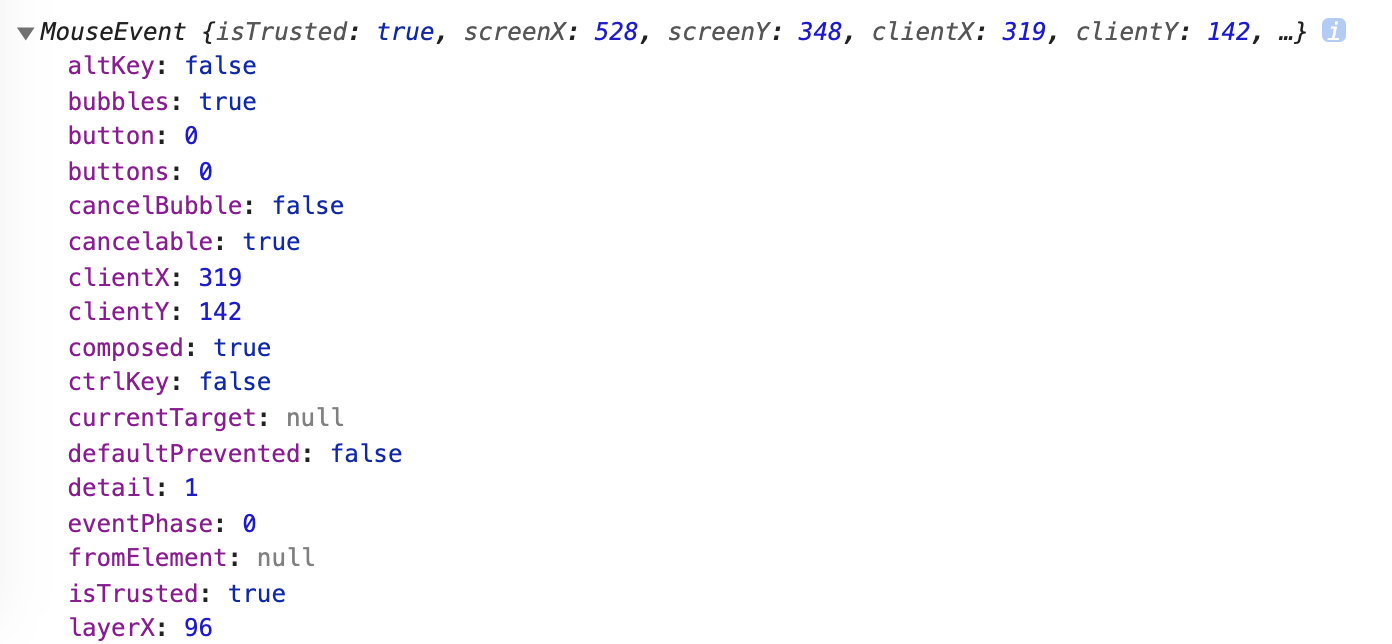 ▼MouseEvent {isTrusted: true, screenX: 528, screenY: 348, clientX: 319, clientY: 142, …} i
altKey: false
bubbles: true
button: 0
buttons: 0
cancelBubble: false
cancelable: true
clientX: 319
clientY: 142
composed: true
ctrlKey: false
currentTarget: null
defaultPrevented: false
detail: 1
eventPhase: 0
fromElement: null
isTrusted: true
layerX: 96